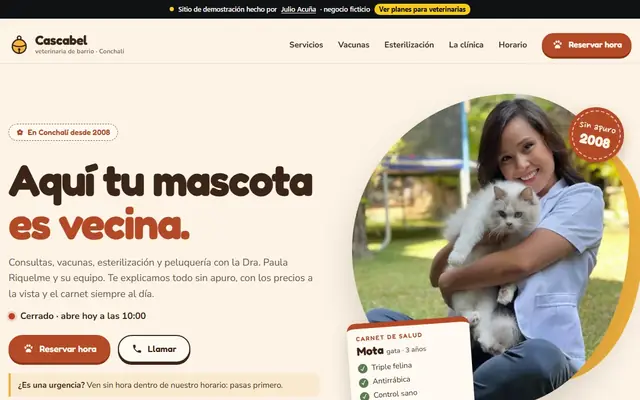 Sitio de demostración hecho por Julio Acuña · negocio ficticio Ver planes para veterinarias
Cascabel
veterinaria de barrio · Conchalí
Servicios Vacunas Esterilización La clínica Horario Reservar hora
En Conchalí desde 2008
Aquí tu mascota
es vecina.
Consultas, vacunas, esterilización y peluquería con la Dra. Paula
Riquelme y su equipo. Te explicamos todo sin apuro, con los precios a
la vista y el carnet siempre al día.
Cerrado · abre hoy a las 10:00
Reservar hora Llamar
¿Es una urgencia? Ven sin hora dentro de nuestro horario: pasas primero.
Sin apuro
2008
CARNET DE SALUD
Mota gata · 3 años
Triple felina
Antirrábica
Control sano